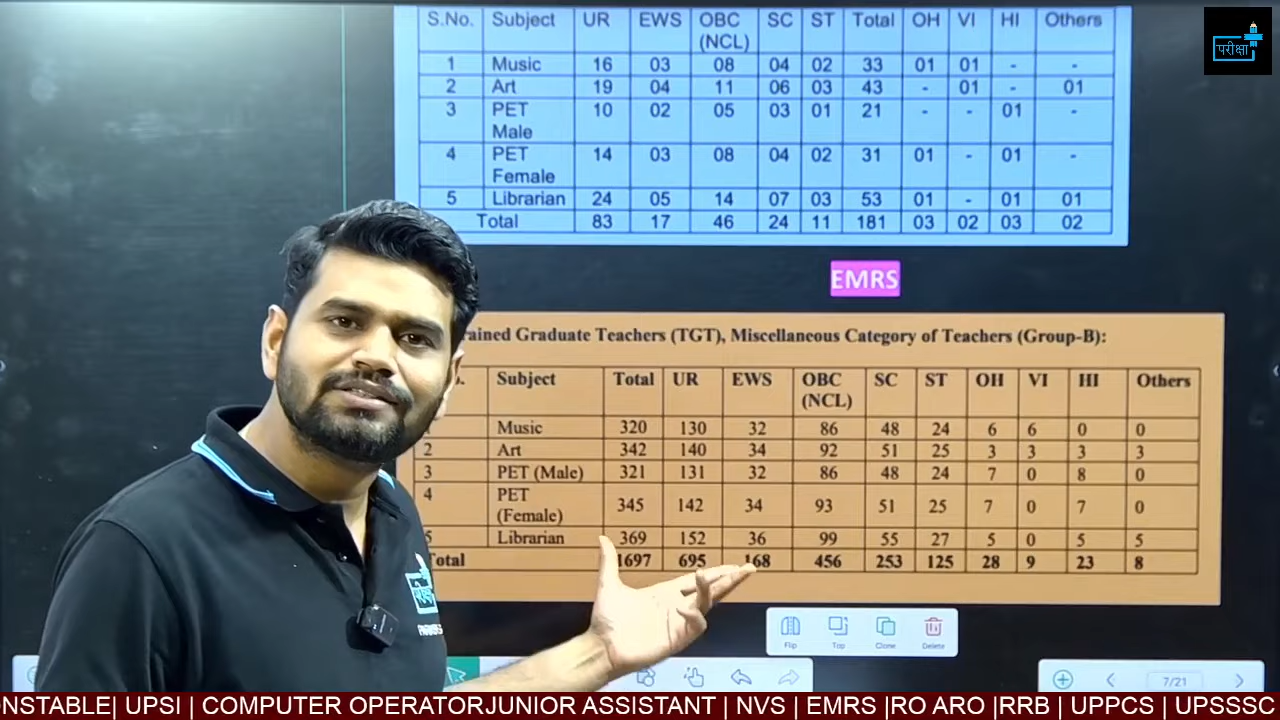 S.No. Subject UR EWS OBC (NCL) SC ST Total OH VI HI Others
1 Music 16 03 08 04 02 33 01 01 - -
2 Art 19 04 11 06 03 43 - 01 - 01
3 PET Male 10 02 05 03 01 21 - - 01 -
4 PET Female 14 03 08 04 02 31 01 - 01 -
5 Librarian 24 05 14 07 03 53 01 - 01 01
Total 83 17 46 24 11 181 03 02 03 02
परीक्षा
EMRS
Graduate Teachers (TGT), Miscellaneous Category of Teachers (Group-B):
Subject Total UR EWS OBC (NCL) SC ST OH VI HI Others
Music 320 130 32 86 48 24 6 6 0 0
2 Art 342 140 34 92 51 25 3 3 3 3
3 PET (Male) 321 131 32 86 48 24 7 0 8 0
4 PET (Female) 345 142 34 93 51 25 7 0 7 0
5 Librarian 369 152 36 99 55 27 5 0 5 5
Total 1697 695 168 456 253 125 28 9 23 8
Flip Top Clone Delete
7/21
| UPSI | COMPUTER OPERATORJUNIOR ASSISTANT | NVS | EMRS |RO ARO |RRB | UPPCS | UPSSSC